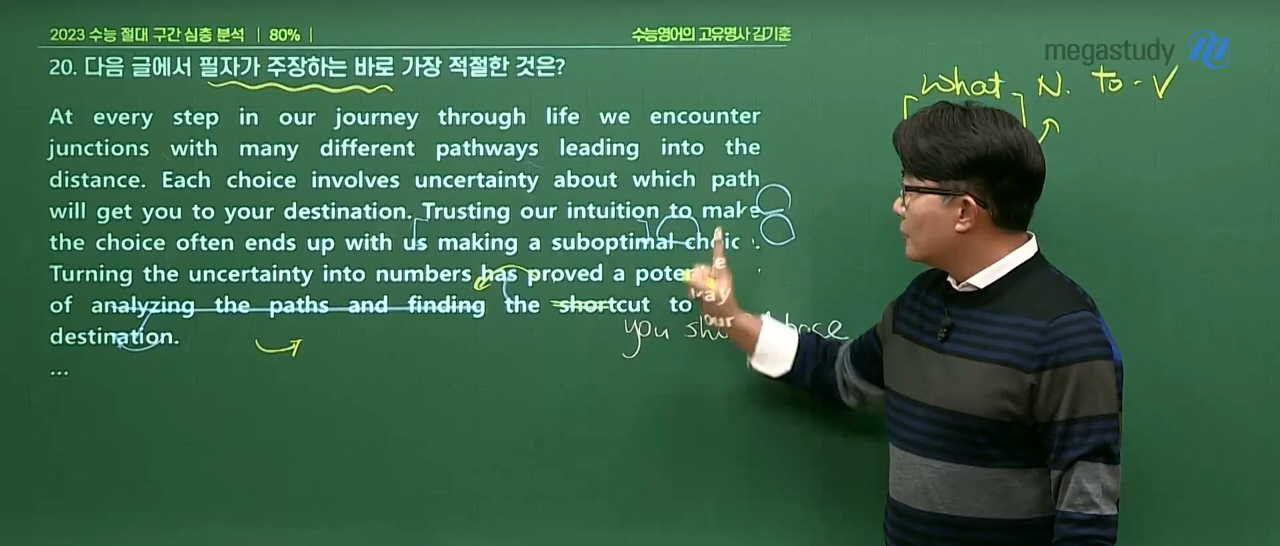 2023 수능 절대 구간 심층 분석 | 80% |
수능영어의 고유명사 김기훈
megastudy
20. 다음 글에서 필자가 주장하는 바로 가장 적절한 것은?
What N. to-V
At every step in our journey through life we encounter
junctions with many different pathways leading into the
distance. Each choice involves uncertainty about which path
will get you to your destination. Trusting our intuition to make
the choice often ends up with us making a suboptimal choice.
Turning the uncertainty into numbers has proved a way
of analyzing the paths and finding the shortcut to our
destination.
you
...